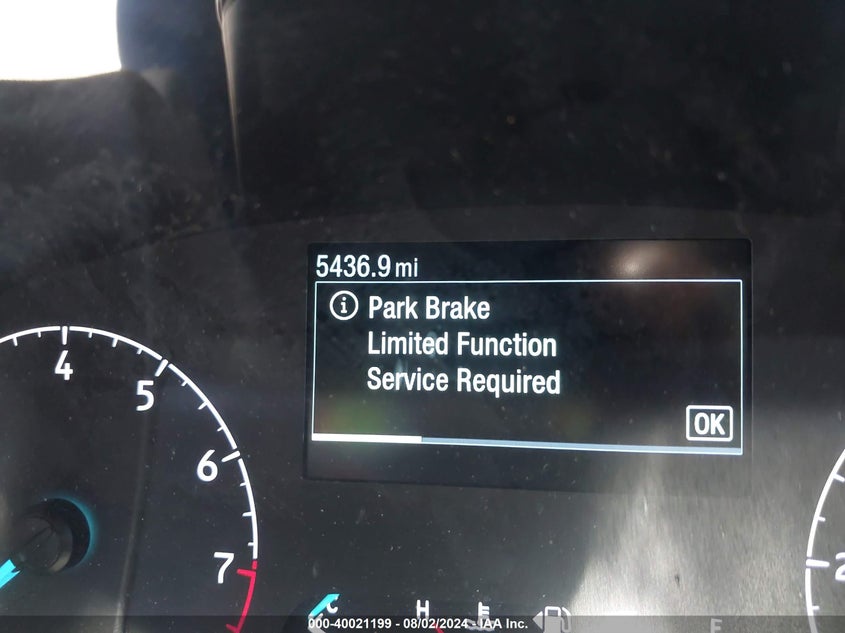 5436.9 mi
Park Brake
Limited Function
Service Required
OK
4
5
6
7
2
C
H
F
000-40021199 - 08/02/2024 - IAA Inc.